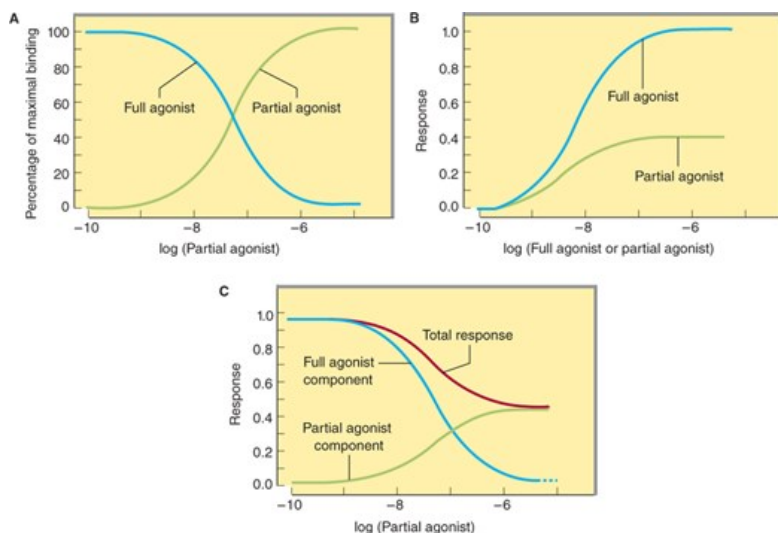 A
Percentage of maximal binding
100
80
60
40
20
0
Full agonist
Partial agonist
−10
−8
−6
log (Partial agonist)
B
Response
1.0
0.8
0.6
0.4
0.2
0.0
Full agonist
Partial agonist
−10
−8
−6
log (Full agonist or partial agonist)
C
Response
1.0
0.8
0.6
0.4
0.2
0.0
Total response
Full agonist
component
Partial agonist
component
−10
−8
−6
log (Partial agonist)